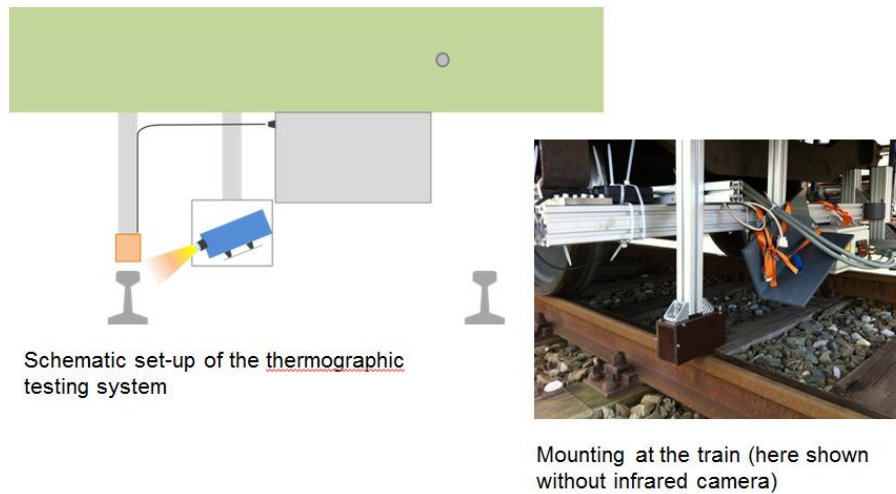 Schematic set-up of the thermographic
testing system
Mounting at the train (here shown
without infrared camera)